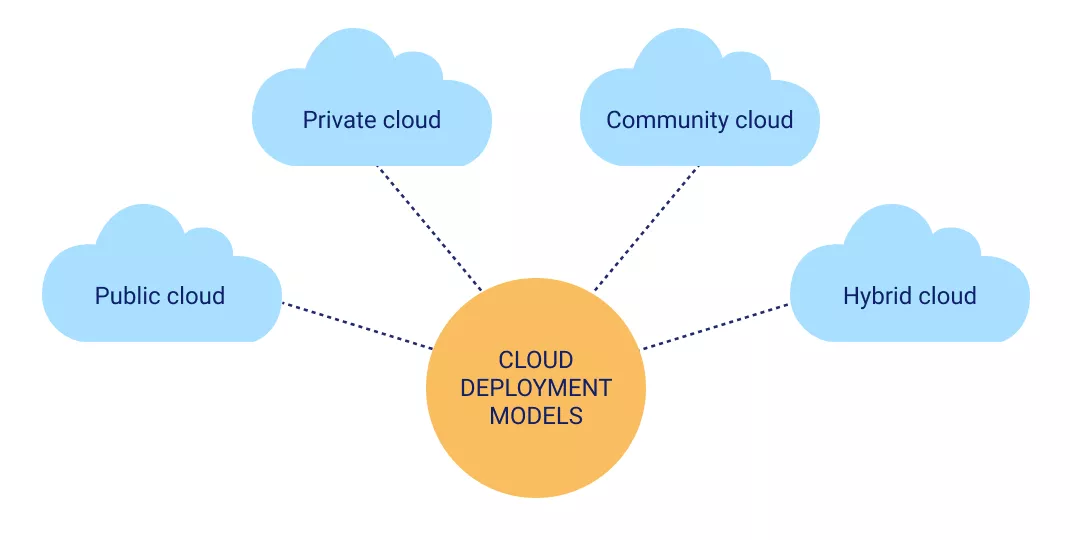 Private cloud
Community cloud
Public cloud
Hybrid cloud
CLOUD
DEPLOYMENT
MODELS